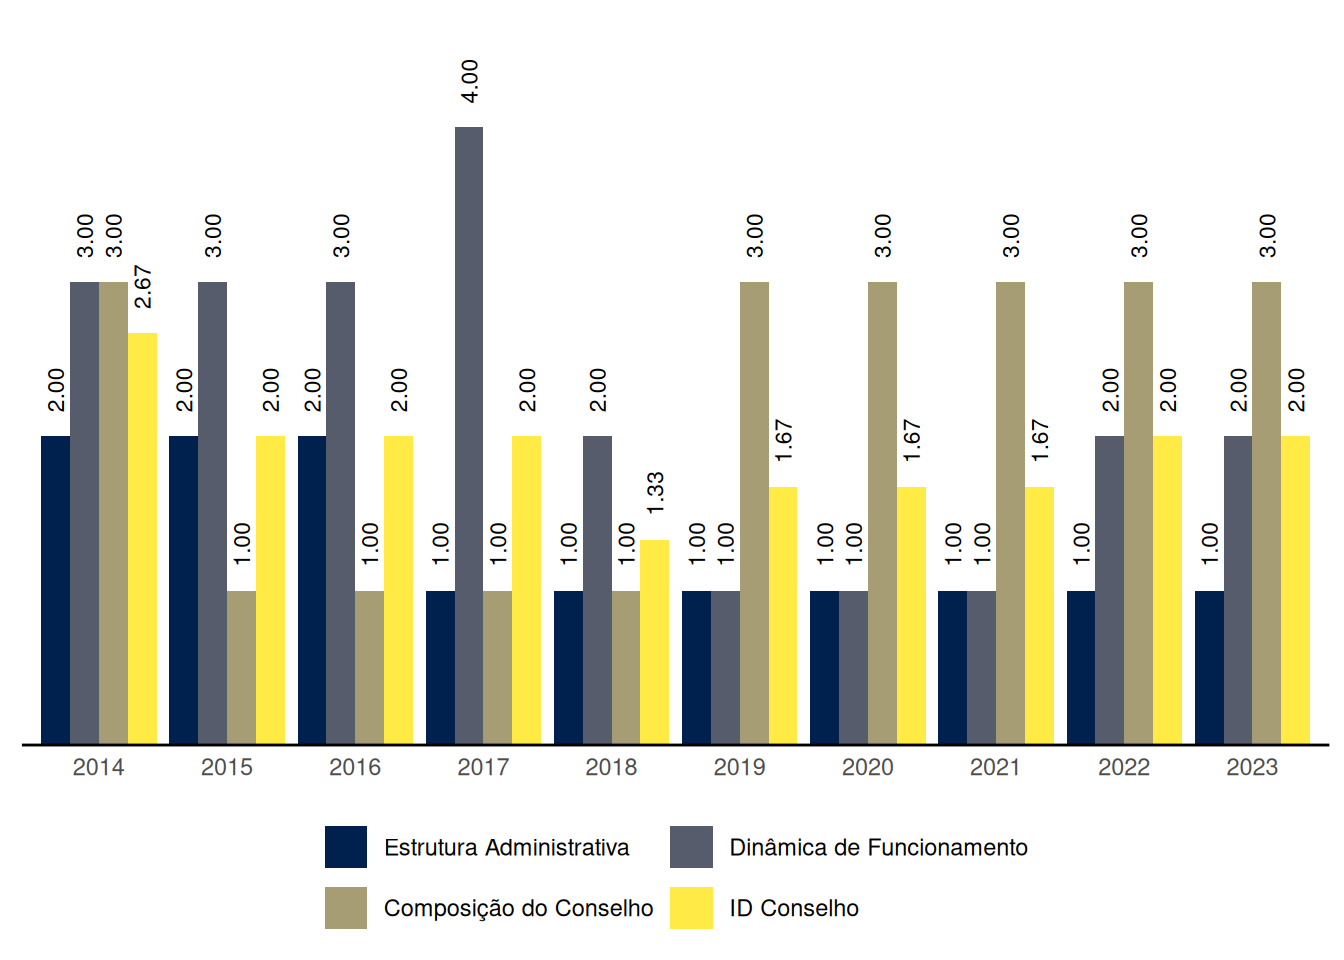 4.00
3.00 3.00 3.00 3.00 3.00 3.00 3.00 3.00 3.00
2.67
2.00 2.00 2.00 2.00 2.00 2.00 2.00 2.00 2.00 2.00 2.00
1.67 1.67 1.67
1.33
1.00 1.00 1.00 1.00 1.00 1.00 1.00 1.00 1.00 1.00 1.00 1.00 1.00 1.00
2014 2015 2016 2017 2018 2019 2020 2021 2022 2023
Estrutura Administrativa Dinâmica de Funcionamento
Composição do Conselho ID Conselho